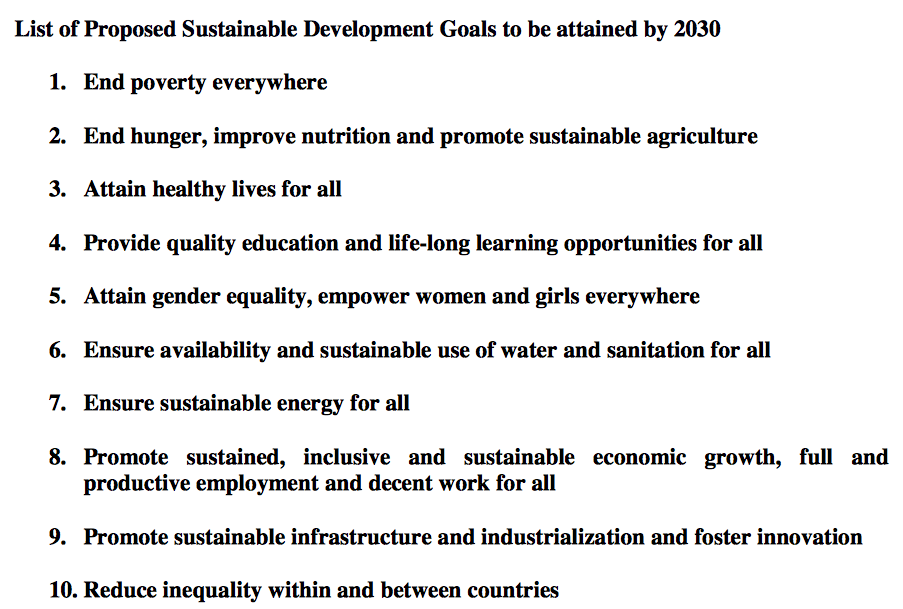 List of Proposed Sustainable Development Goals to be attained by 2030
1. End poverty everywhere
2. End hunger, improve nutrition and promote sustainable agriculture
3. Attain healthy lives for all
4. Provide quality education and life-long learning opportunities for all
5. Attain gender equality, empower women and girls everywhere
6. Ensure availability and sustainable use of water and sanitation for all
7. Ensure sustainable energy for all
8. Promote sustained, inclusive and sustainable economic growth, full and
productive employment and decent work for all
9. Promote sustainable infrastructure and industrialization and foster innovation
10. Reduce inequality within and between countries